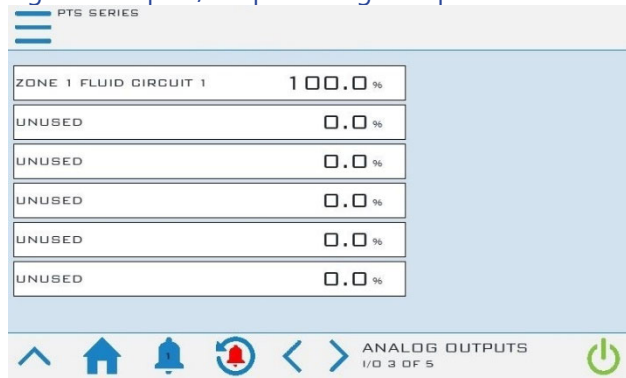 PTS SERIES
ZONE 1 FLUID CIRCUIT 1 100.0 %
UNUSED 0.0 %
UNUSED 0.0 %
UNUSED 0.0 %
UNUSED 0.0 %
UNUSED 0.0 %
1
ANALOG OUTPUTS
I/O 3 OF 5